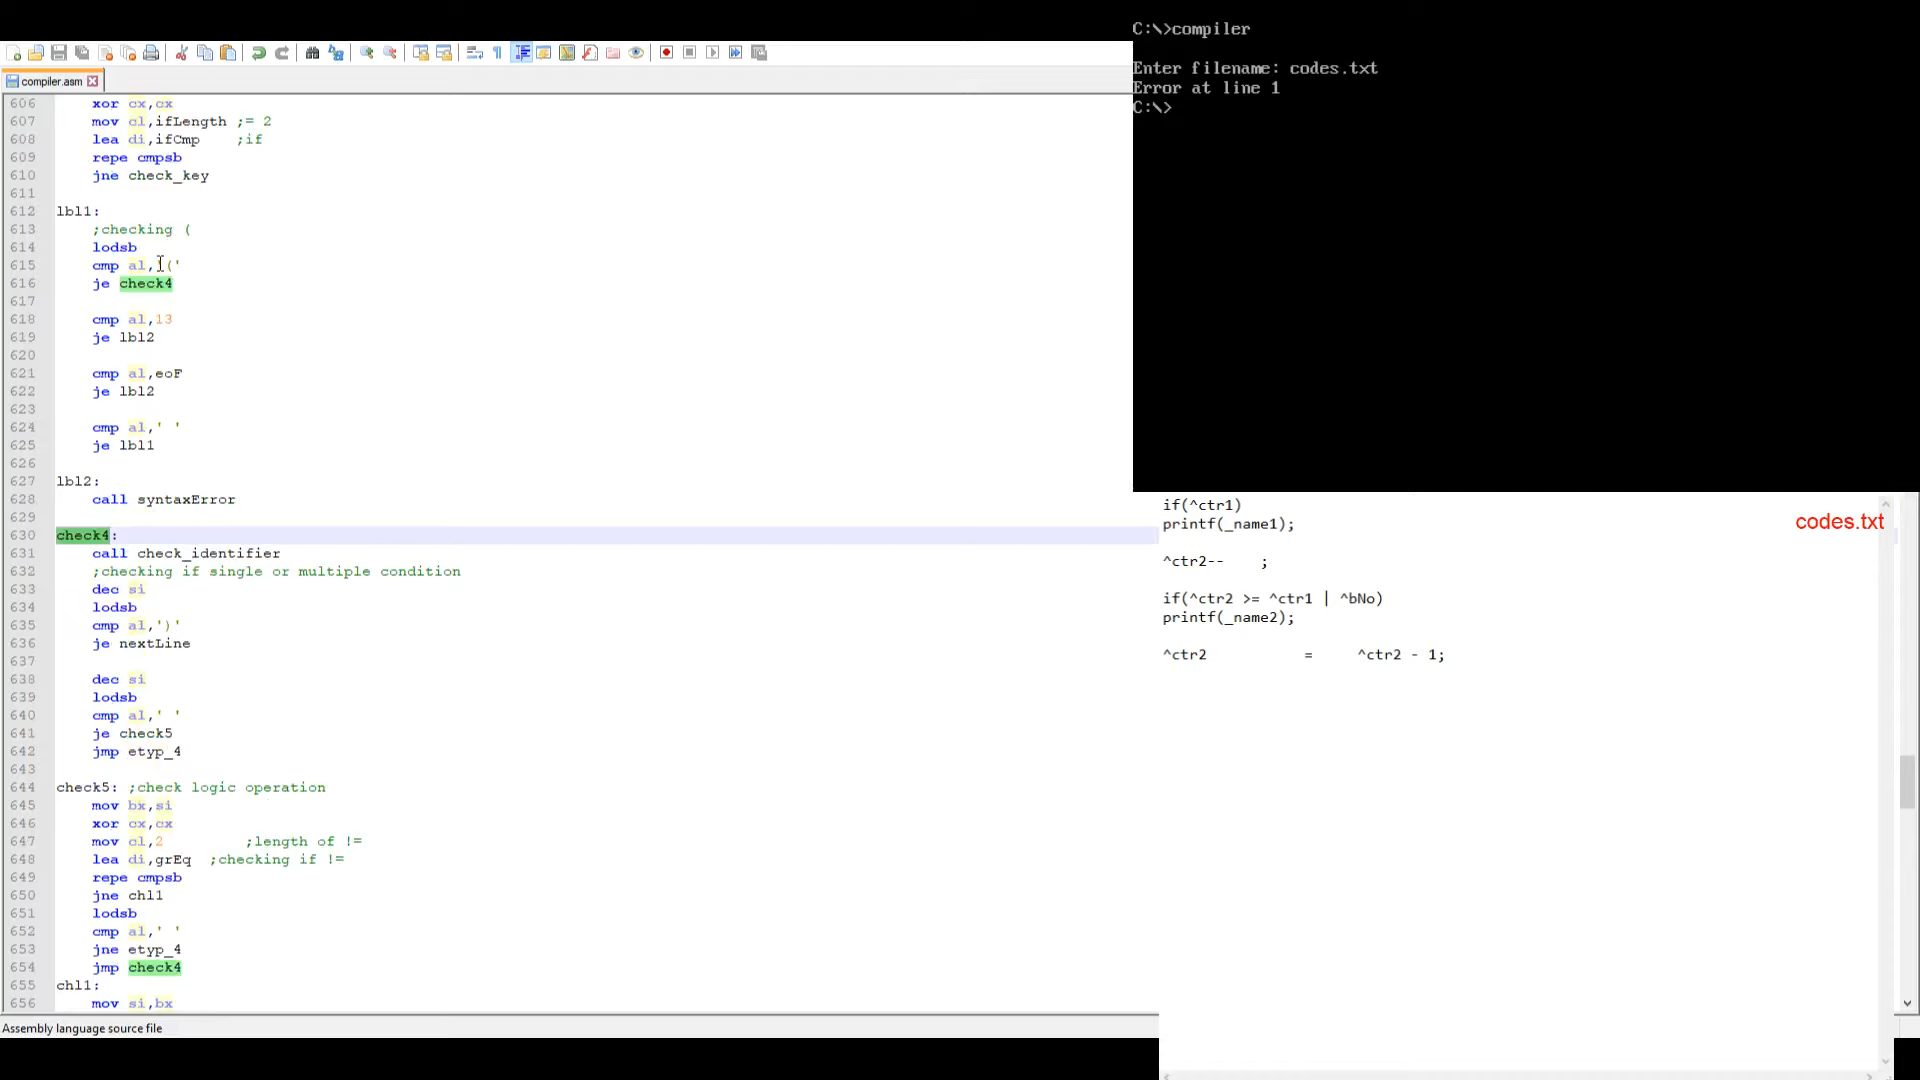 compiler.asm
606 xor cx,cx
607 mov cl,ifLength ;= 2
608 lea di,ifCmp ;if
609 repe cmpsb
610 jne check_key
611
612 lbl1:
613 ;checking (
614 lodsb
615 cmp al,'('
616 je check4
617
618 cmp al,13
619 je lbl2
620
621 cmp al,eoF
622 je lbl2
623
624 cmp al,' '
625 je lbl1
626
627 lbl2:
628 call syntaxError
629
630 check4:
631 call check_identifier
632 ;checking if single or multiple condition
633 dec si
634 lodsb
635 cmp al,')'
636 je nextLine
637
638 dec si
639 lodsb
640 cmp al,' '
641 je check5
642 jmp etyp_4
643
644 check5: ;check logic operation
645 mov bx,si
646 xor cx,cx
647 mov cl,2 ;length of !=
648 lea di,grEq ;checking if !=
649 repe cmpsb
650 jne chl1
651 lodsb
652 cmp al,' '
653 jne etyp_4
654 jmp check4
655 chl1:
656 mov si,bx
Assembly language source file
C:\>compiler
Enter filename: codes.txt
Error at line 1
C:\>
codes.txt
if(^ctr1)
printf(_name1);
^ctr2-- ;
if(^ctr2 >= ^ctr1 | ^bNo)
printf(_name2);
^ctr2 = ^ctr2 - 1;